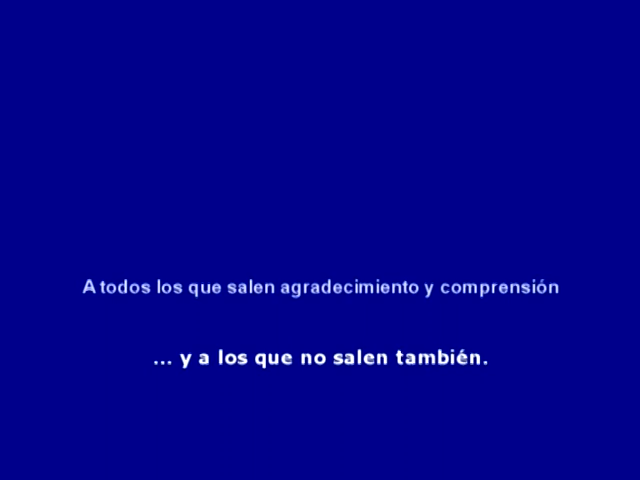 A todos los que salen agradecimiento y comprensión
... y a los que no salen también.